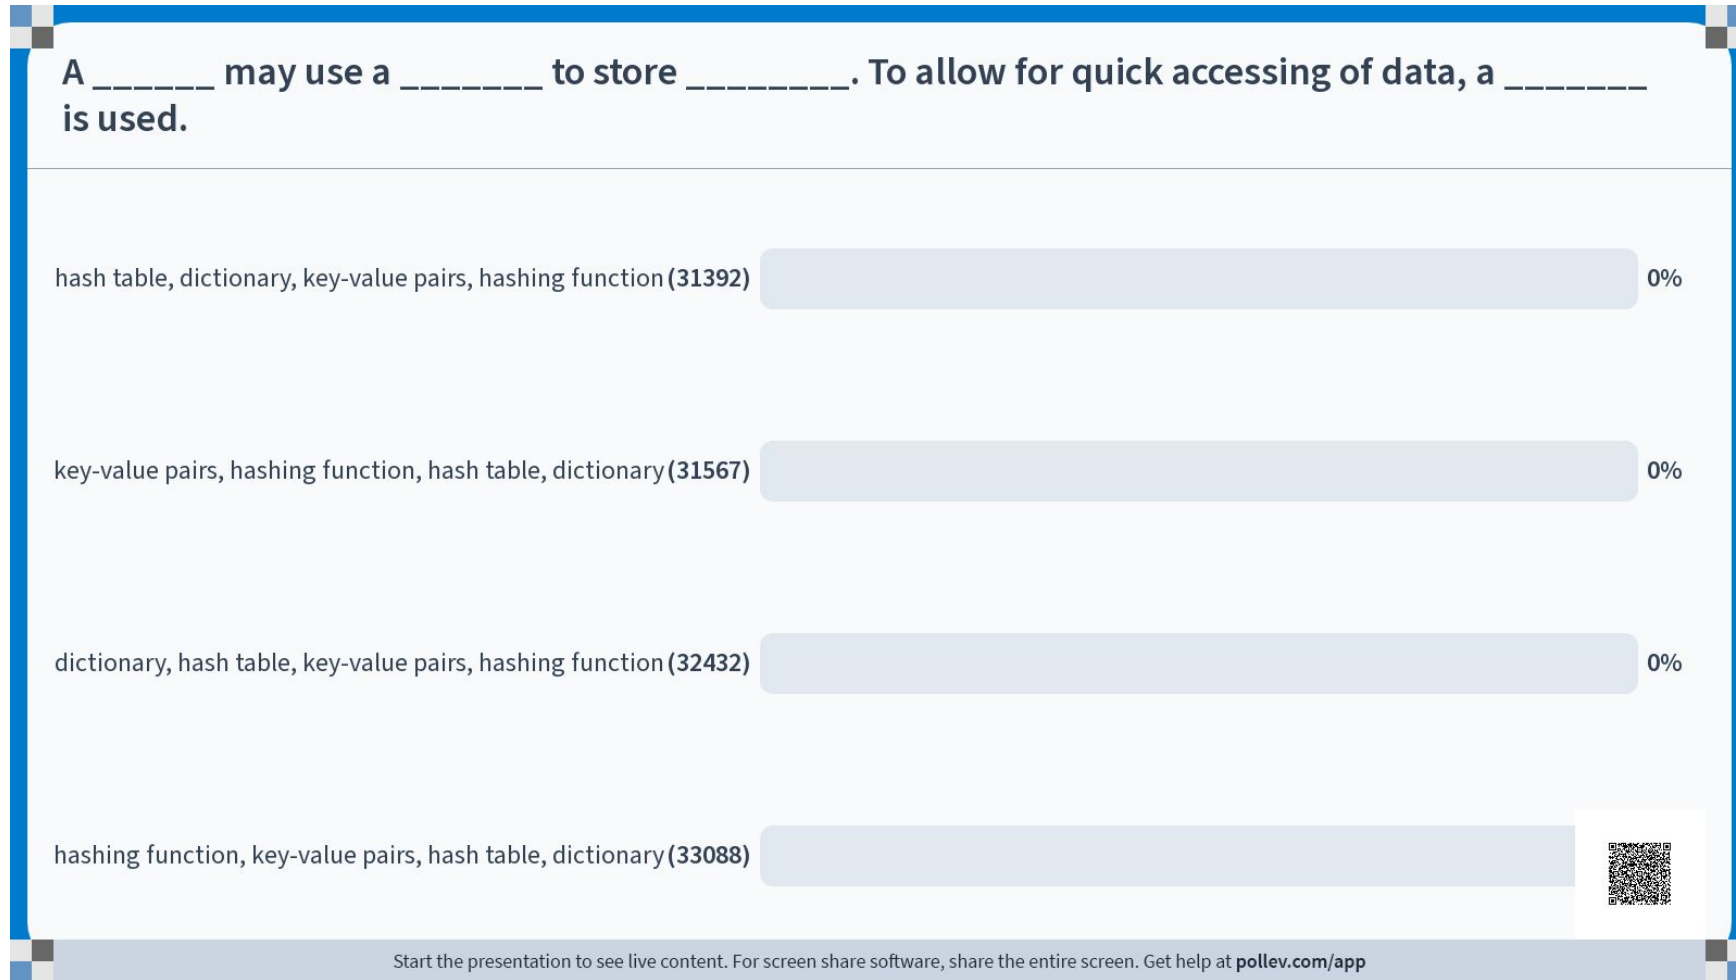 A ______ may use a _______ to store ________. To allow for quick accessing of data, a _______
is used.
hash table, dictionary, key-value pairs, hashing function (31392) 0%
key-value pairs, hashing function, hash table, dictionary (31567) 0%
dictionary, hash table, key-value pairs, hashing function (32432) 0%
hashing function, key-value pairs, hash table, dictionary (33088)
Start the presentation to see live content. For screen share software, share the entire screen. Get help at pollev.com/app